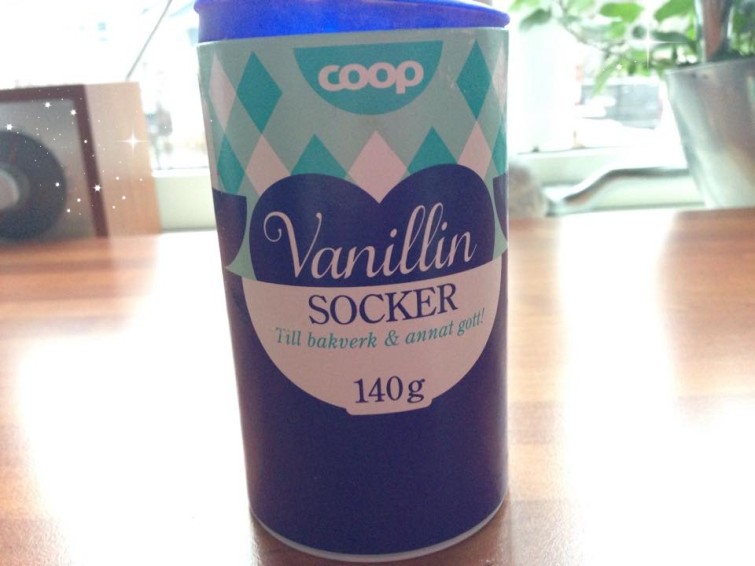 coop
Vanillin
SOCKER
Till bakverk & annat gott!
140g